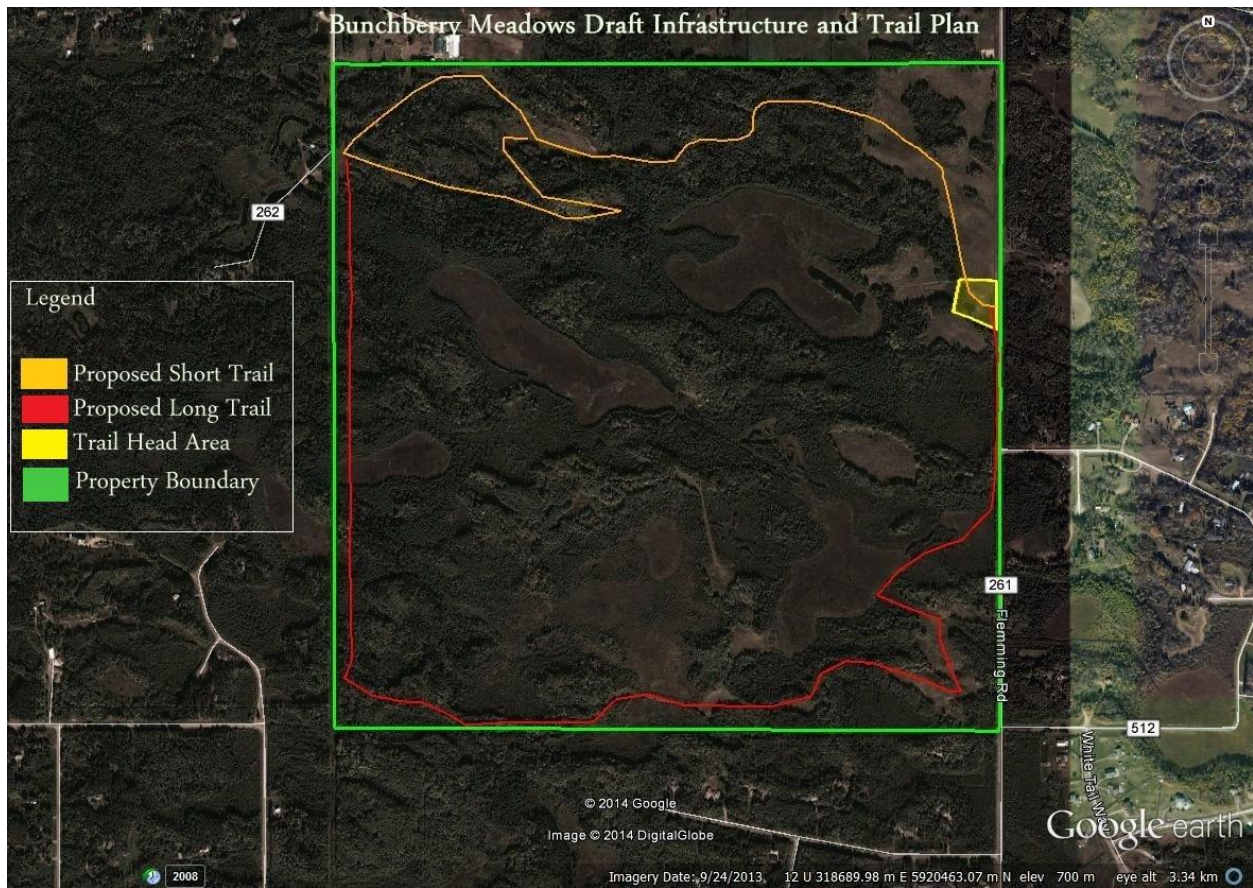 Bunchberry Meadows Draft Infrastructure and Trail Plan
N
262
Legend
Proposed Short Trail
Proposed Long Trail
Trail Head Area
Property Boundary
261
Flemming Rd
512
White Tail Way
© 2014 Google
Image © 2014 DigitalGlobe
Google earth
2008
Imagery Date: 9/24/2013 12 U 318689.98 m E 5920463.07 m N elev 700 m eye alt 3.34 km